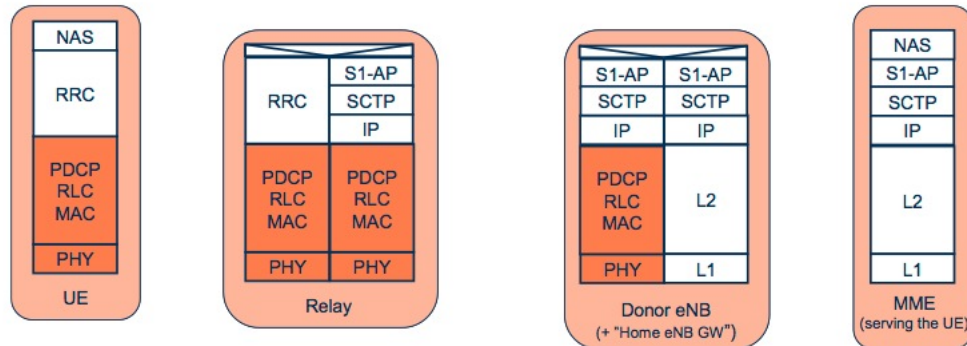 NAS
RRC
PDCP
RLC
MAC
PHY
UE
RRC
S1-AP
SCTP
IP
PDCP
RLC
MAC
PDCP
RLC
MAC
PHY
PHY
Relay
S1-AP
S1-AP
SCTP
SCTP
IP
IP
PDCP
RLC
MAC
L2
PHY
L1
Donor eNB
(+ "Home eNB GW")
NAS
S1-AP
SCTP
IP
L2
L1
MME
(serving the UE)